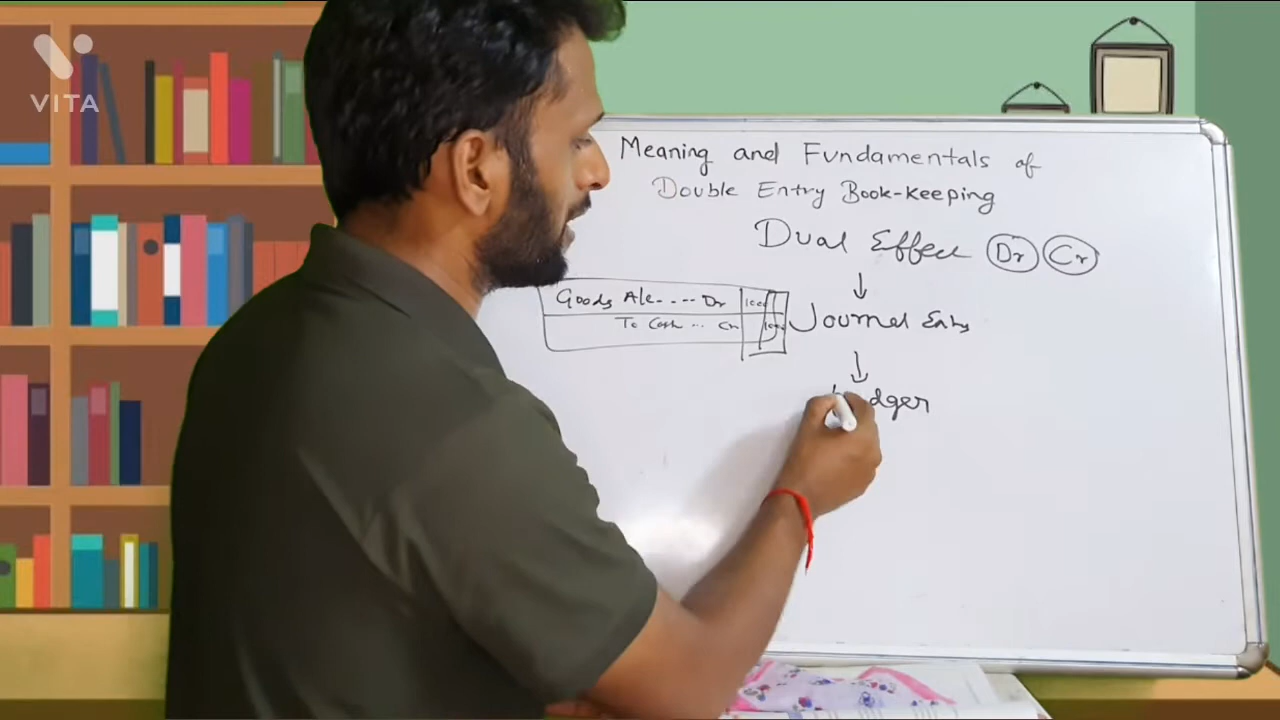 VITA
Meaning and Fundamentals of
Double Entry Book-Keeping
Dual Effect Dr Cr
Goods A/c.... Dr
To Cash ... Cr
Journal Entry
dger